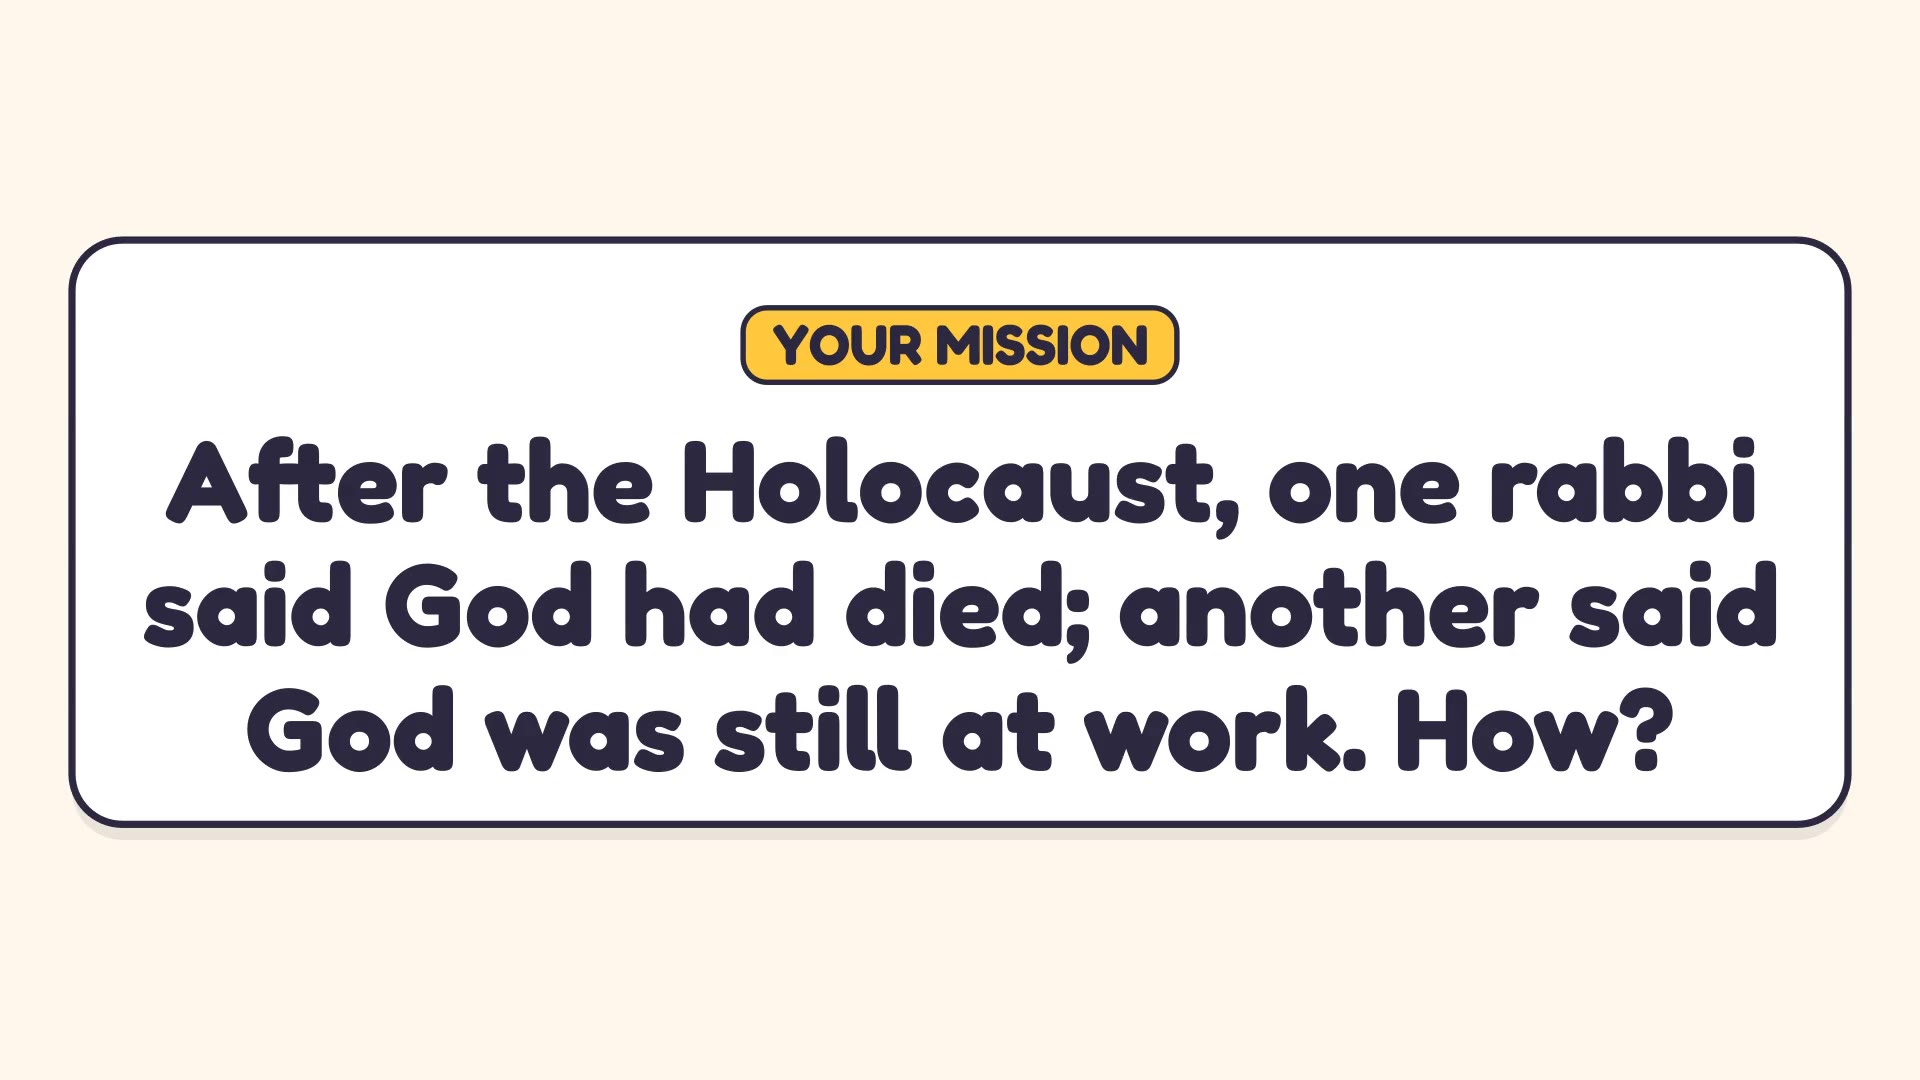 YOUR MISSION
After the Holocaust, one rabbi
said God had died; another said
God was still at work. How?